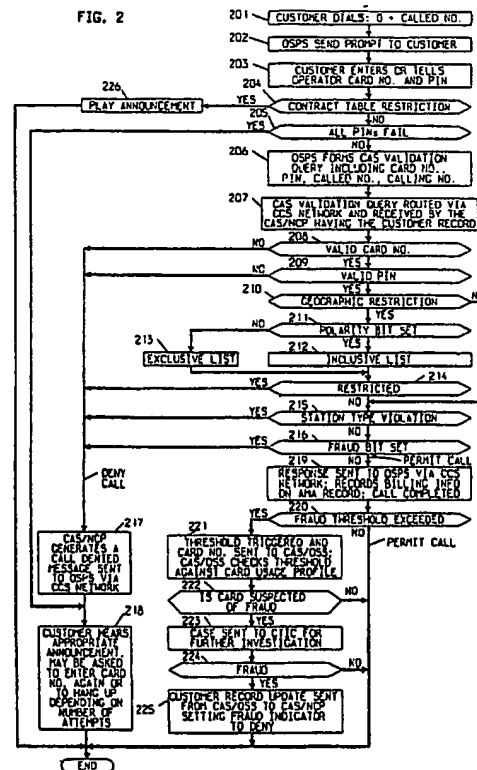 FIG. 2
201
CUSTOMER DIALS: 0 + CALLED NO.
202
OSPS SEND PROMPT TO CUSTOMER
203
CUSTOMER ENTERS OR TELLS
OPERATOR CARD NO. AND PIN
226
PLAY ANNOUNCEMENT
YES
204
CONTRACT TABLE RESTRICTION
NO
YES
205
ALL PINs FAIL
NO
206
OSPS FORMS CAS VALIDATION
QUERY INCLUDING CARD NO.,
PIN, CALLED NO., CALLING NO.
207
CAS VALIDATION QUERY ROUTED VIA
CCS NETWORK AND RECEIVED BY THE
CAS/NCP HAVING THE CUSTOMER RECORD
NO
208
VALID CARD NO.
YES
NO
209
VALID PIN
YES
210
GEOGRAPHIC RESTRICTION
YES
211
NO
POLARITY BIT SET
YES
213
EXCLUSIVE LIST
212
INCLUSIVE LIST
214
YES
RESTRICTED
NO
215
YES
STATION TYPE VIOLATION
NO
216
YES
FRAUD BIT SET
NO
PERMIT CALL
219
RESPONSE SENT TO OSPS VIA CCS
NETWORK; RECORDS BILLING INFO
ON AMA RECORD; CALL COMPLETED
DENY
CALL
220
FRAUD THRESHOLD EXCEEDED
YES
NO
PERMIT CALL
217
CAS/NCP
GENERATES A
CALL DENIED
MESSAGE SENT
TO OSPS VIA
CCS NETWORK
221
THRESHOLD TRIGGERED AND
CARD NO. SENT TO CAS/OSS;
CAS/OSS CHECKS THRESHOLD
AGAINST CARD USAGE PROFILE
222
IS CARD SUSPECTED
OF FRAUD
NO
YES
223
CASE SENT TO CTIC FOR
FURTHER INVESTIGATION
218
CUSTOMER HEARS
APPROPRIATE
ANNOUNCEMENT.
MAY BE ASKED
TO ENTER CARD
NO. AGAIN OR
TO HANG UP
DEPENDING ON
NUMBER OF
ATTEMPTS
224
FRAUD
NO
YES
225
CUSTOMER RECORD UPDATE SENT
FROM CAS/OSS TO CAS/NCP
SETTING FRAUD INDICATOR
TO DENY
END